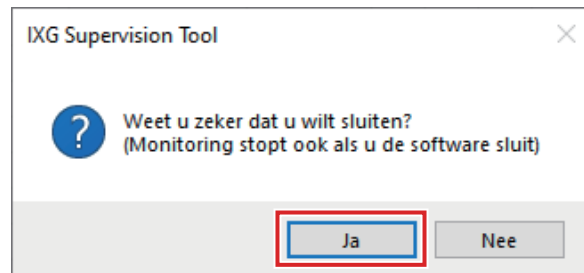 IXG Supervision Tool
Weet u zeker dat u wilt sluiten?
(Monitoring stopt ook als u de software sluit)
Ja Nee